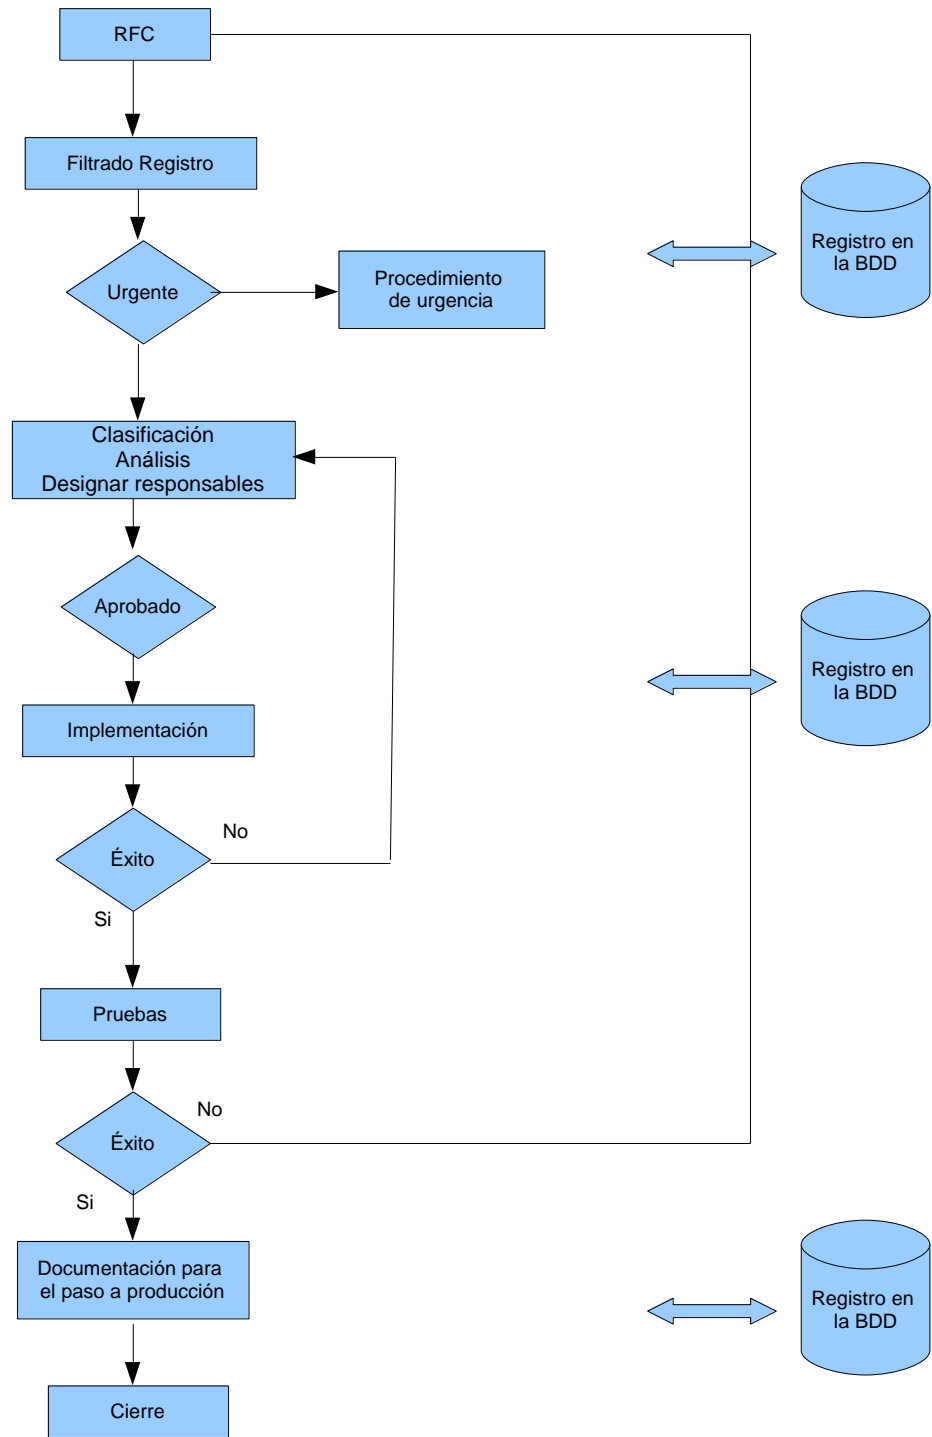 RFC
Filtrado Registro
Urgente
Procedimiento
de urgencia
Registro en
la BDD
Clasificación
Análisis
Designar responsables
Aprobado
Registro en
la BDD
Implementación
Éxito
No
Si
Pruebas
Éxito
No
Si
Documentación para
el paso a producción
Registro en
la BDD
Cierre